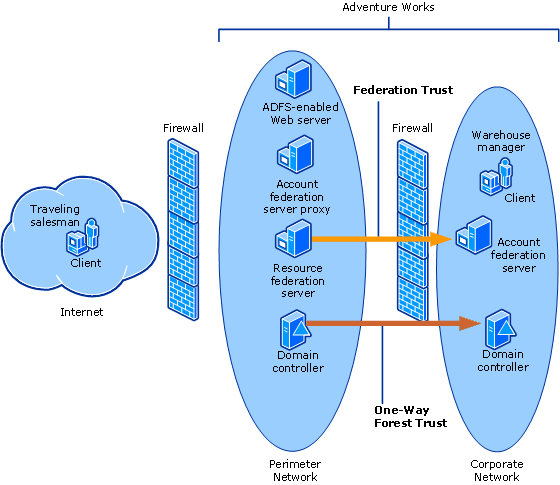 Adventure Works
ADFS-enabled
Web server
Federation Trust
Firewall
Firewall
Account
federation
server proxy
Warehouse
manager
Client
Traveling
salesman
Client
Internet
Resource
federation
server
Account
federation
server
Domain
controller
Domain
controller
One-Way
Forest Trust
Perimeter
Network
Corporate
Network